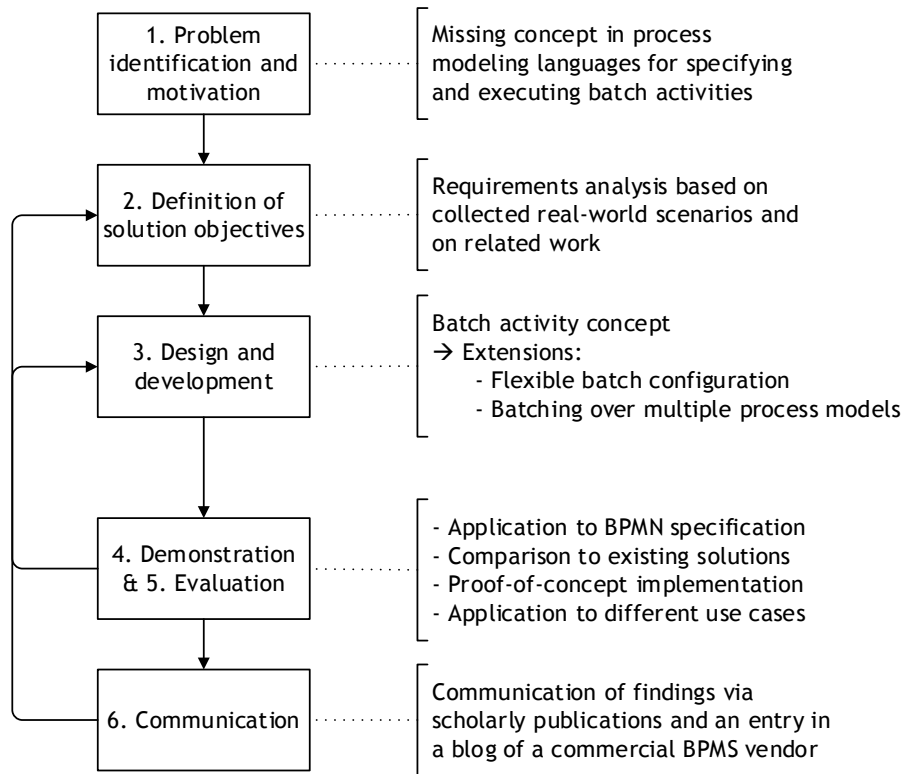 1. Problem
identification and
motivation
Missing concept in process
modeling languages for specifying
and executing batch activities
2. Definition of
solution objectives
Requirements analysis based on
collected real-world scenarios and
on related work
3. Design and
development
Batch activity concept
→ Extensions:
- Flexible batch configuration
- Batching over multiple process models
4. Demonstration
& 5. Evaluation
- Application to BPMN specification
- Comparison to existing solutions
- Proof-of-concept implementation
- Application to different use cases
6. Communication
Communication of findings via
scholarly publications and an entry in
a blog of a commercial BPMS vendor